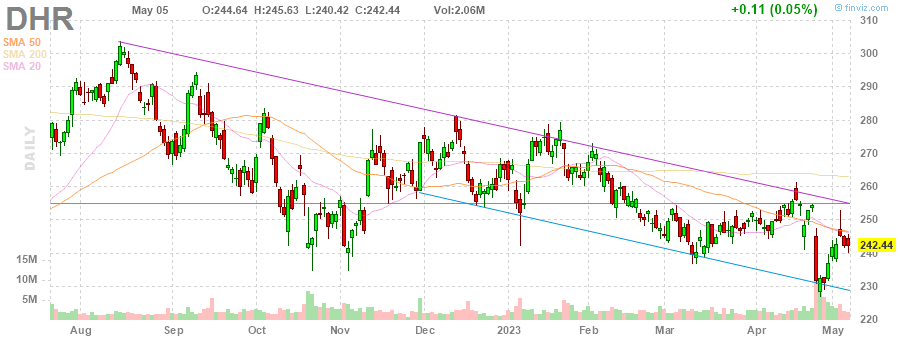 DHR
May 05 O:244.64 H:245.63 L:240.42 C:242.44 Vol:2.06M +0.11 (0.05%) © finviz.com
SMA 50
SMA 200
SMA 20
DAILY
310
300
290
280
270
260
250
242.44
240
230
220
15M
10M
5M
Aug Sep Oct Nov Dec 2023 Feb Mar Apr May